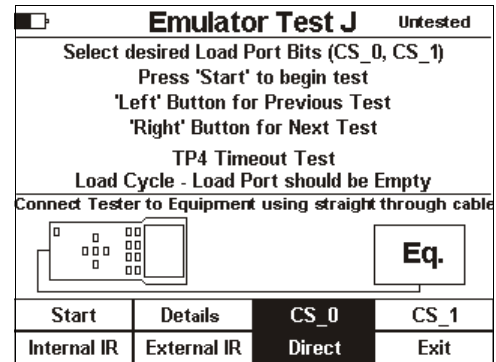 Emulator Test J Untested
Select desired Load Port Bits (CS_0, CS_1)
Press 'Start' to begin test
'Left' Button for Previous Test
'Right' Button for Next Test
TP4 Timeout Test
Load Cycle - Load Port should be Empty
Connect Tester to Equipment using straight through cable
Eq.
Start Details CS_0 CS_1
Internal IR External IR Direct Exit